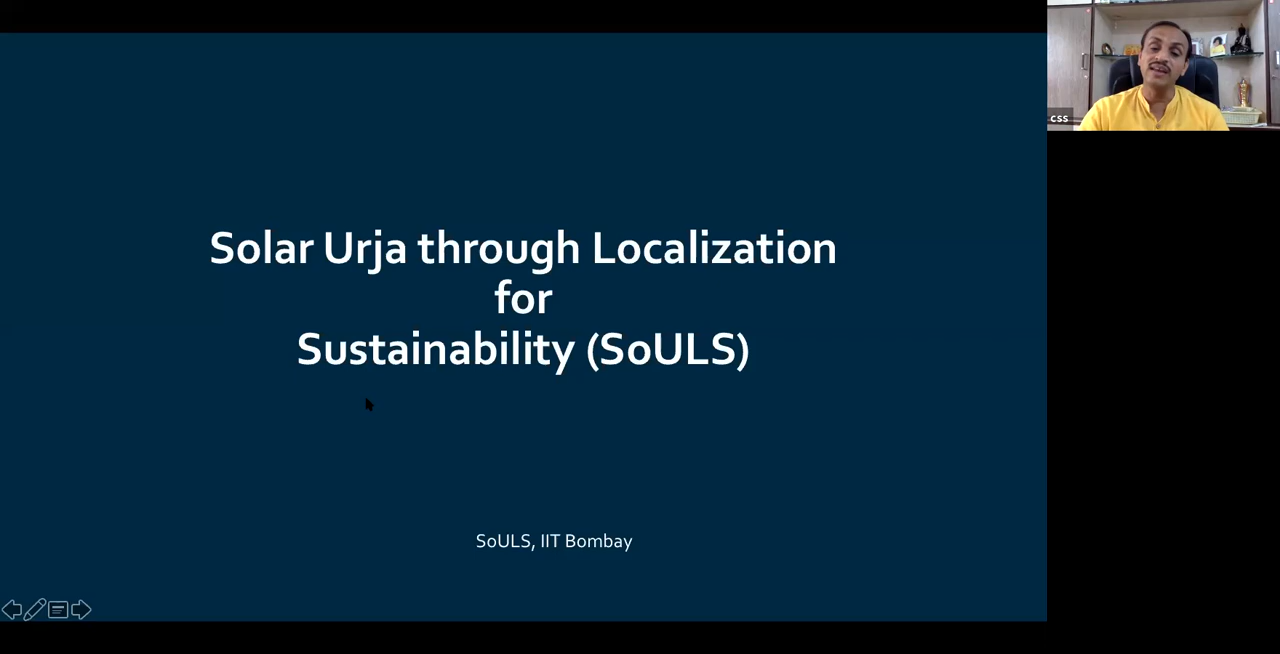 Solar Urja through Localization
for
Sustainability (SoULS)
SoULS, IIT Bombay
css